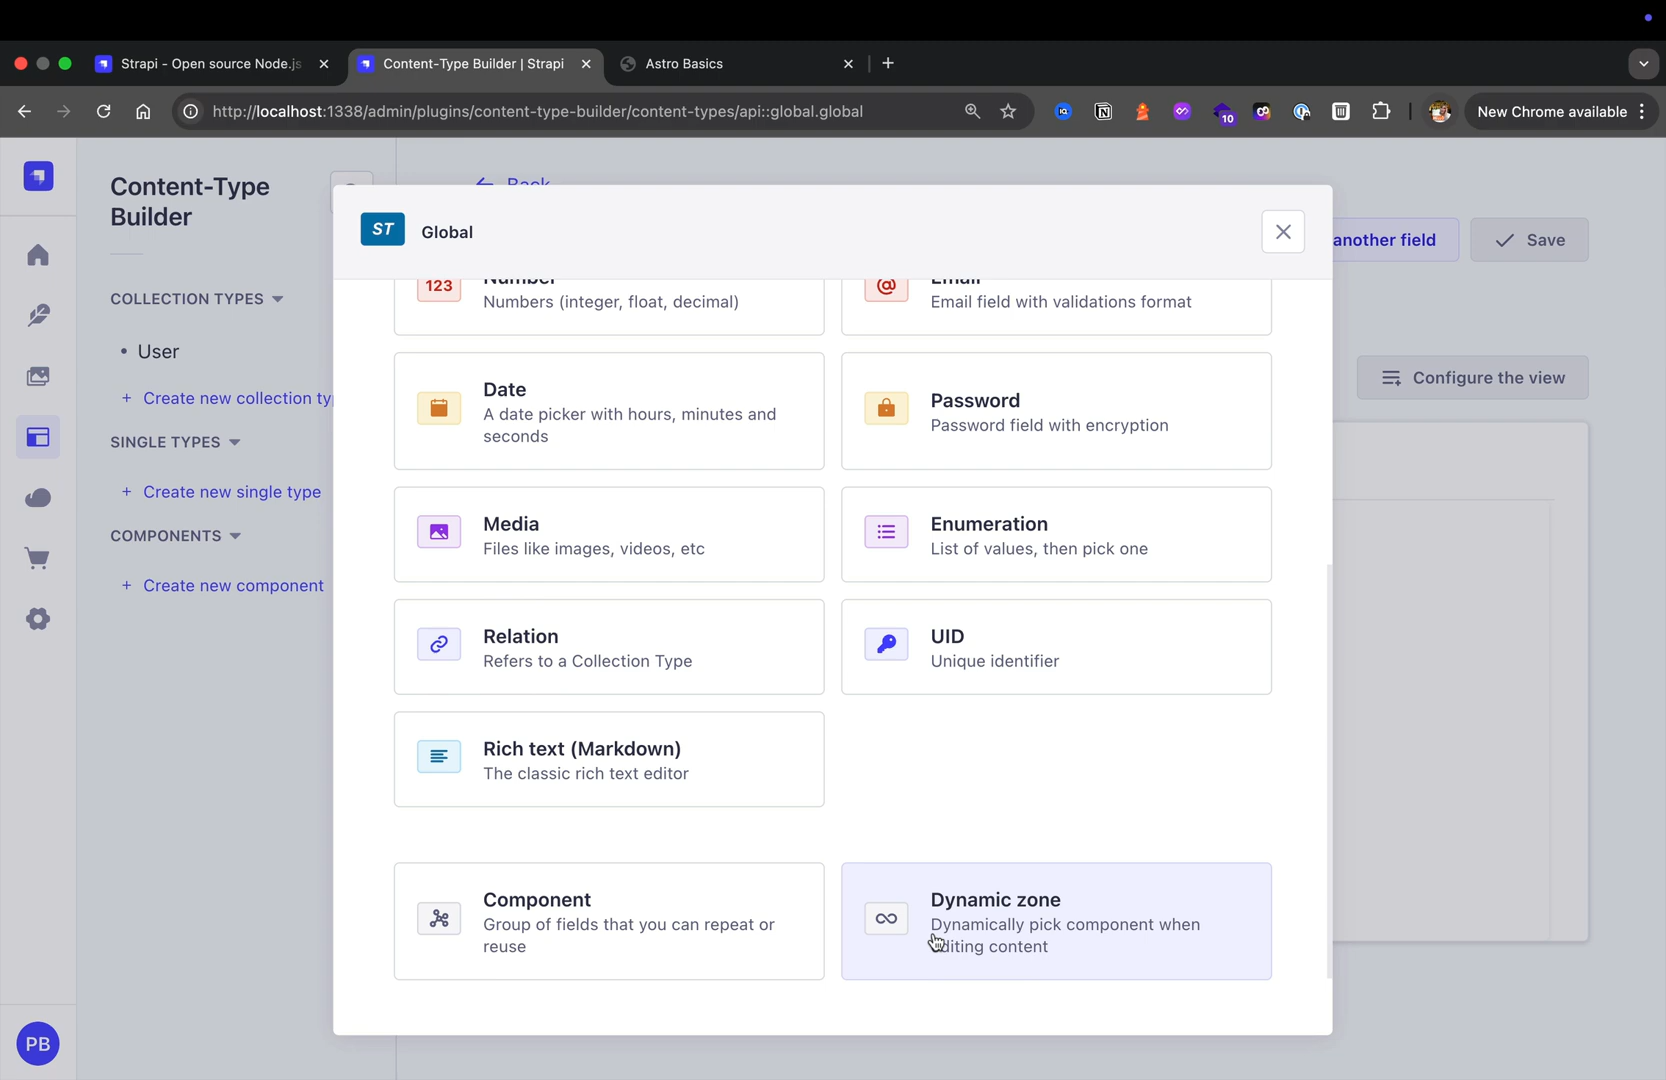 Strapi - Open source Node.js
Content-Type Builder | Strapi
Astro Basics
http://localhost:1338/admin/plugins/content-type-builder/content-types/api::global.global
10
New Chrome available
Content-Type
Builder
Back
ST
Global
another field
Save
COLLECTION TYPES
User
+ Create new collection ty
SINGLE TYPES
+ Create new single type
COMPONENTS
+ Create new component
Configure the view
123
Number
Numbers (integer, float, decimal)
@
Email
Email field with validations format
Date
A date picker with hours, minutes and
seconds
Password
Password field with encryption
Media
Files like images, videos, etc
Enumeration
List of values, then pick one
Relation
Refers to a Collection Type
UID
Unique identifier
Rich text (Markdown)
The classic rich text editor
Component
Group of fields that you can repeat or
reuse
Dynamic zone
Dynamically pick component when
editing content
PB